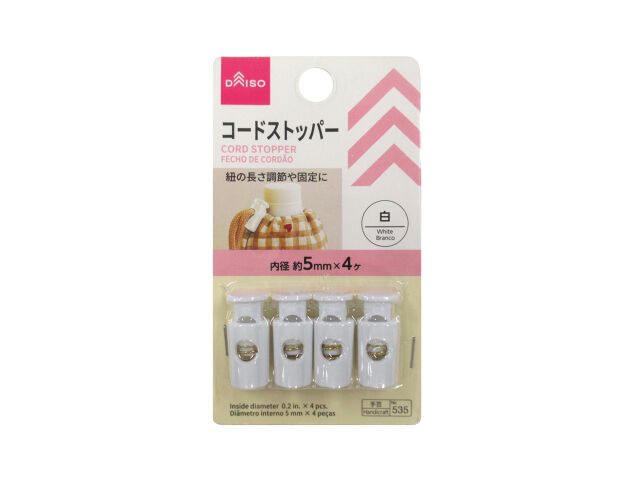 DAISO
コードストッパー
CORD STOPPER
FECHO DE CORDÃO
紐の長さ調節や固定に
白
White
Branco
内径 約5mm×4ヶ
Inside diameter 0.2 in. × 4 pcs.
Diâmetro interno 5 mm × 4 peças
手芸
Handicraft
No.
535